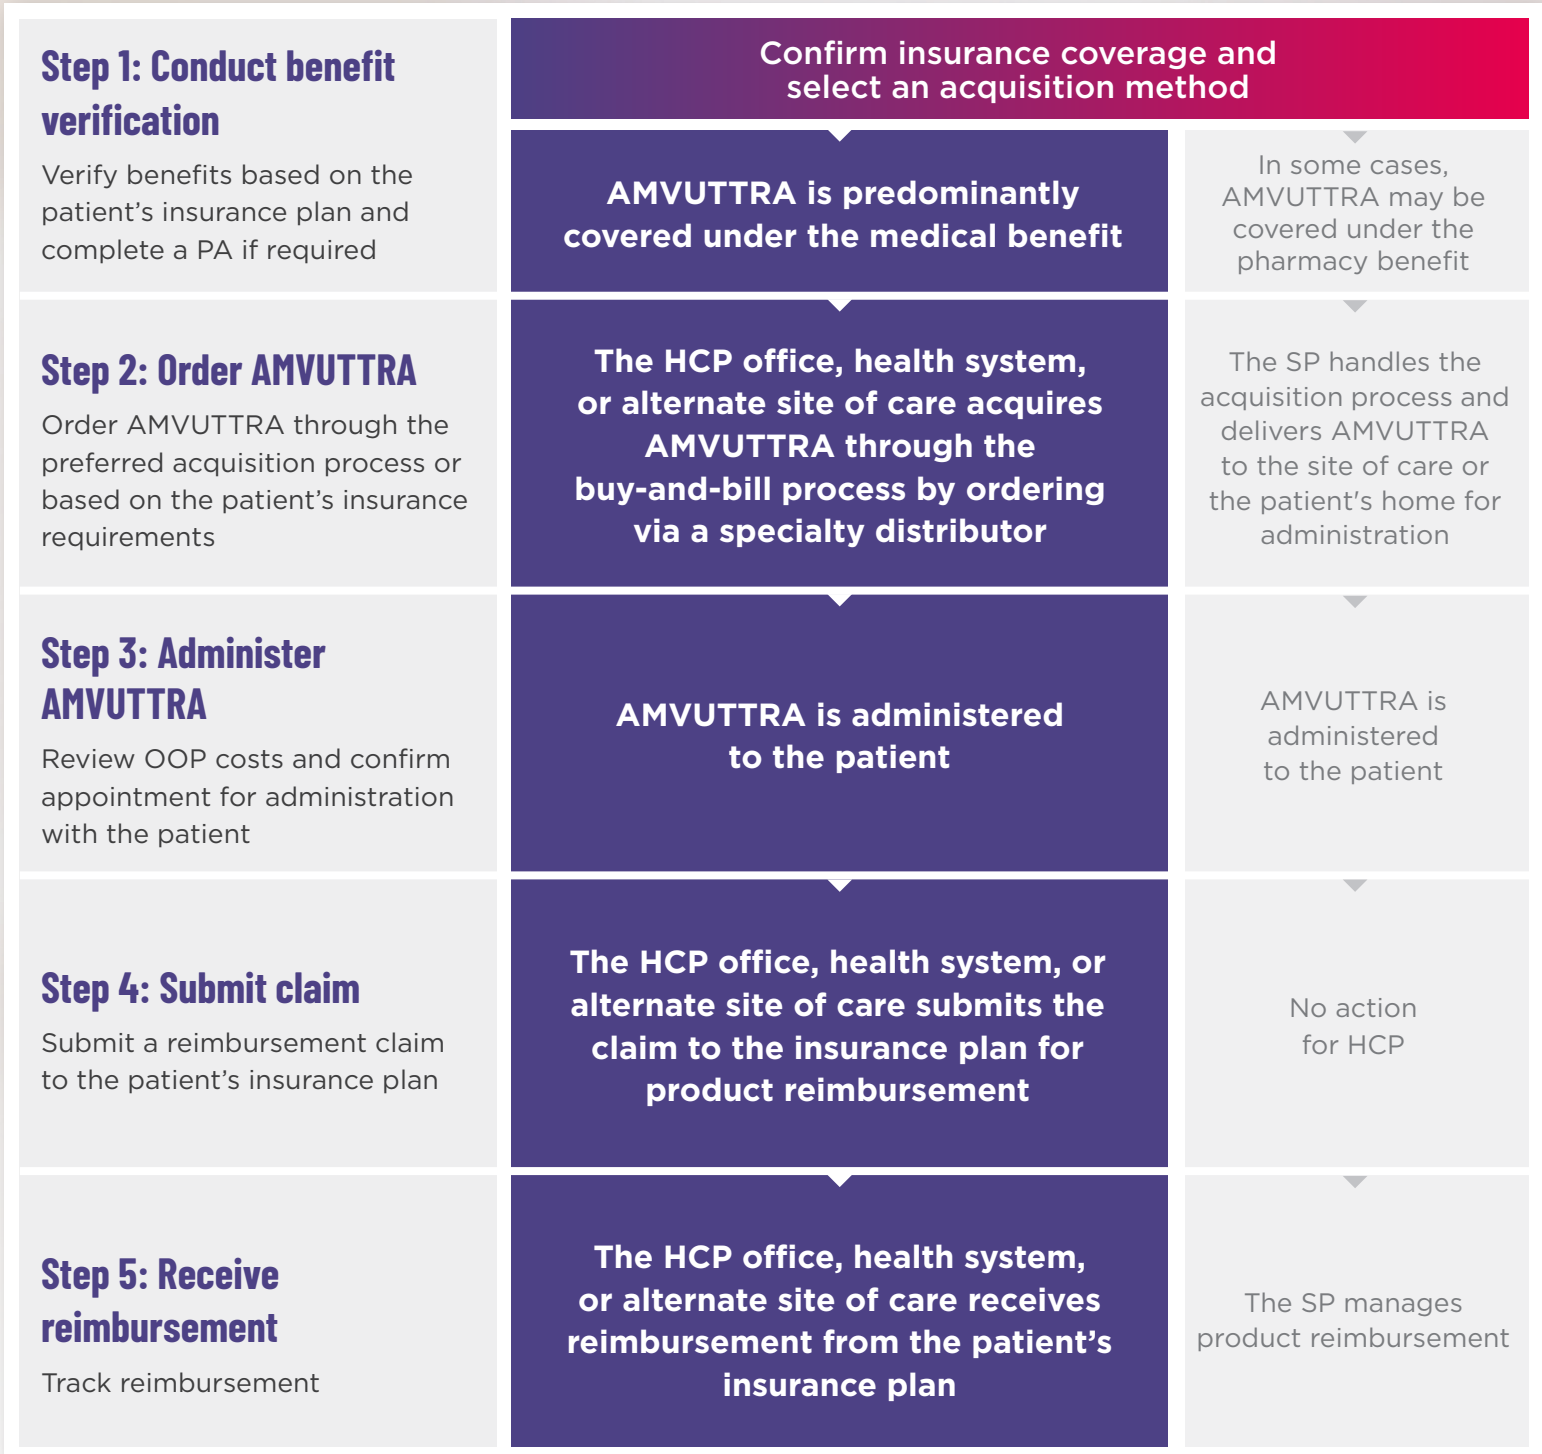 Step 1: Conduct benefit
verification
Verify benefits based on the
patient’s insurance plan and
complete a PA if required
Confirm insurance coverage and
select an acquisition method
AMVUTTRA is predominantly
covered under the medical benefit
In some cases,
AMVUTTRA may be
covered under the
pharmacy benefit
Step 2: Order AMVUTTRA
Order AMVUTTRA through the
preferred acquisition process or
based on the patient’s insurance
requirements
The HCP office, health system,
or alternate site of care acquires
AMVUTTRA through the
buy-and-bill process by ordering
via a specialty distributor
The SP handles the
acquisition process and
delivers AMVUTTRA
to the site of care or
the patient's home for
administration
Step 3: Administer
AMVUTTRA
Review OOP costs and confirm
appointment for administration
with the patient
AMVUTTRA is administered
to the patient
AMVUTTRA is
administered
to the patient
Step 4: Submit claim
Submit a reimbursement claim
to the patient’s insurance plan
The HCP office, health system, or
alternate site of care submits the
claim to the insurance plan for
product reimbursement
No action
for HCP
Step 5: Receive
reimbursement
Track reimbursement
The HCP office, health system,
or alternate site of care receives
reimbursement from the patient’s
insurance plan
The SP manages
product reimbursement